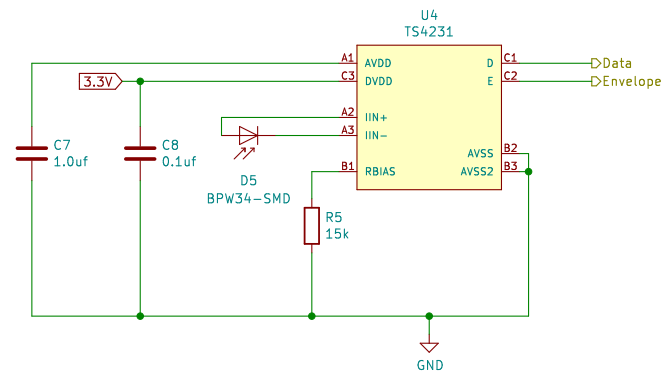 U4
TS4231
A1
AVDD
C3
DVDD
A2
IIN+
A3
IIN-
B1
RBIAS
C1
D
C2
E
B2
AVSS
B3
AVSS2
Data
Envelope
3.3V
C7
1.0uf
C8
0.1uf
D5
BPW34-SMD
R5
15k
GND